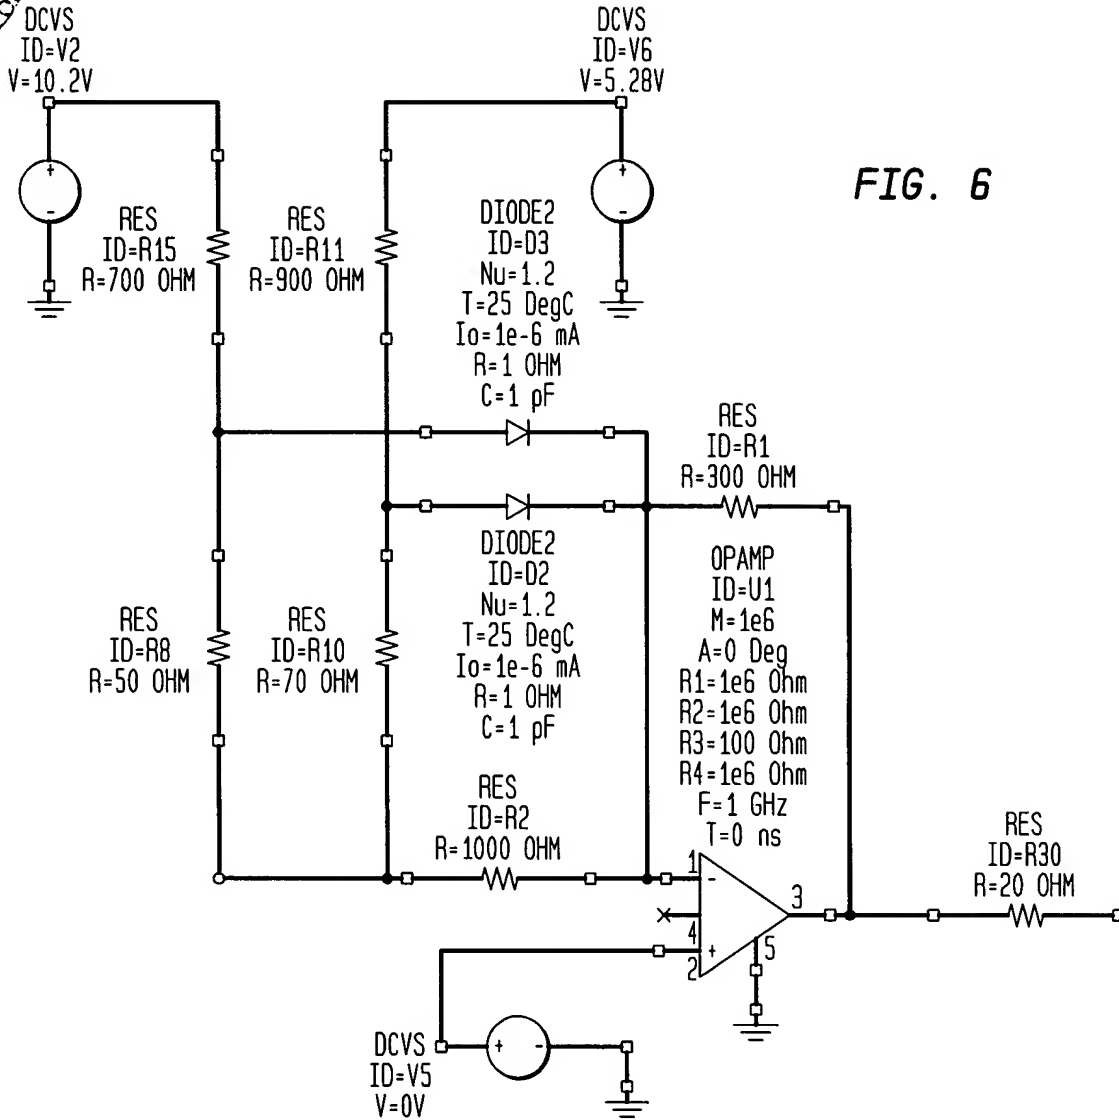 DCVS
ID=V2
V=10.2V
DCVS
ID=V6
V=5.28V
FIG. 6
RES
ID=R15
R=700 OHM
RES
ID=R11
R=900 OHM
DIODE2
ID=D3
Nu=1.2
T=25 DegC
Io=1e-6 mA
R=1 OHM
C=1 pF
+
-
+
-
RES
ID=R1
R=300 OHM
DIODE2
ID=D2
Nu=1.2
T=25 DegC
Io=1e-6 mA
R=1 OHM
C=1 pF
OPAMP
ID=U1
M=1e6
A=0 Deg
R1=1e6 Ohm
R2=1e6 Ohm
R3=100 Ohm
R4=1e6 Ohm
F=1 GHz
T=0 ns
RES
ID=R8
R=50 OHM
RES
ID=R10
R=70 OHM
RES
ID=R2
R=1000 OHM
RES
ID=R30
R=20 OHM
1
-
3
4
+
5
2
DCVS
ID=V5
V=0V
+
-